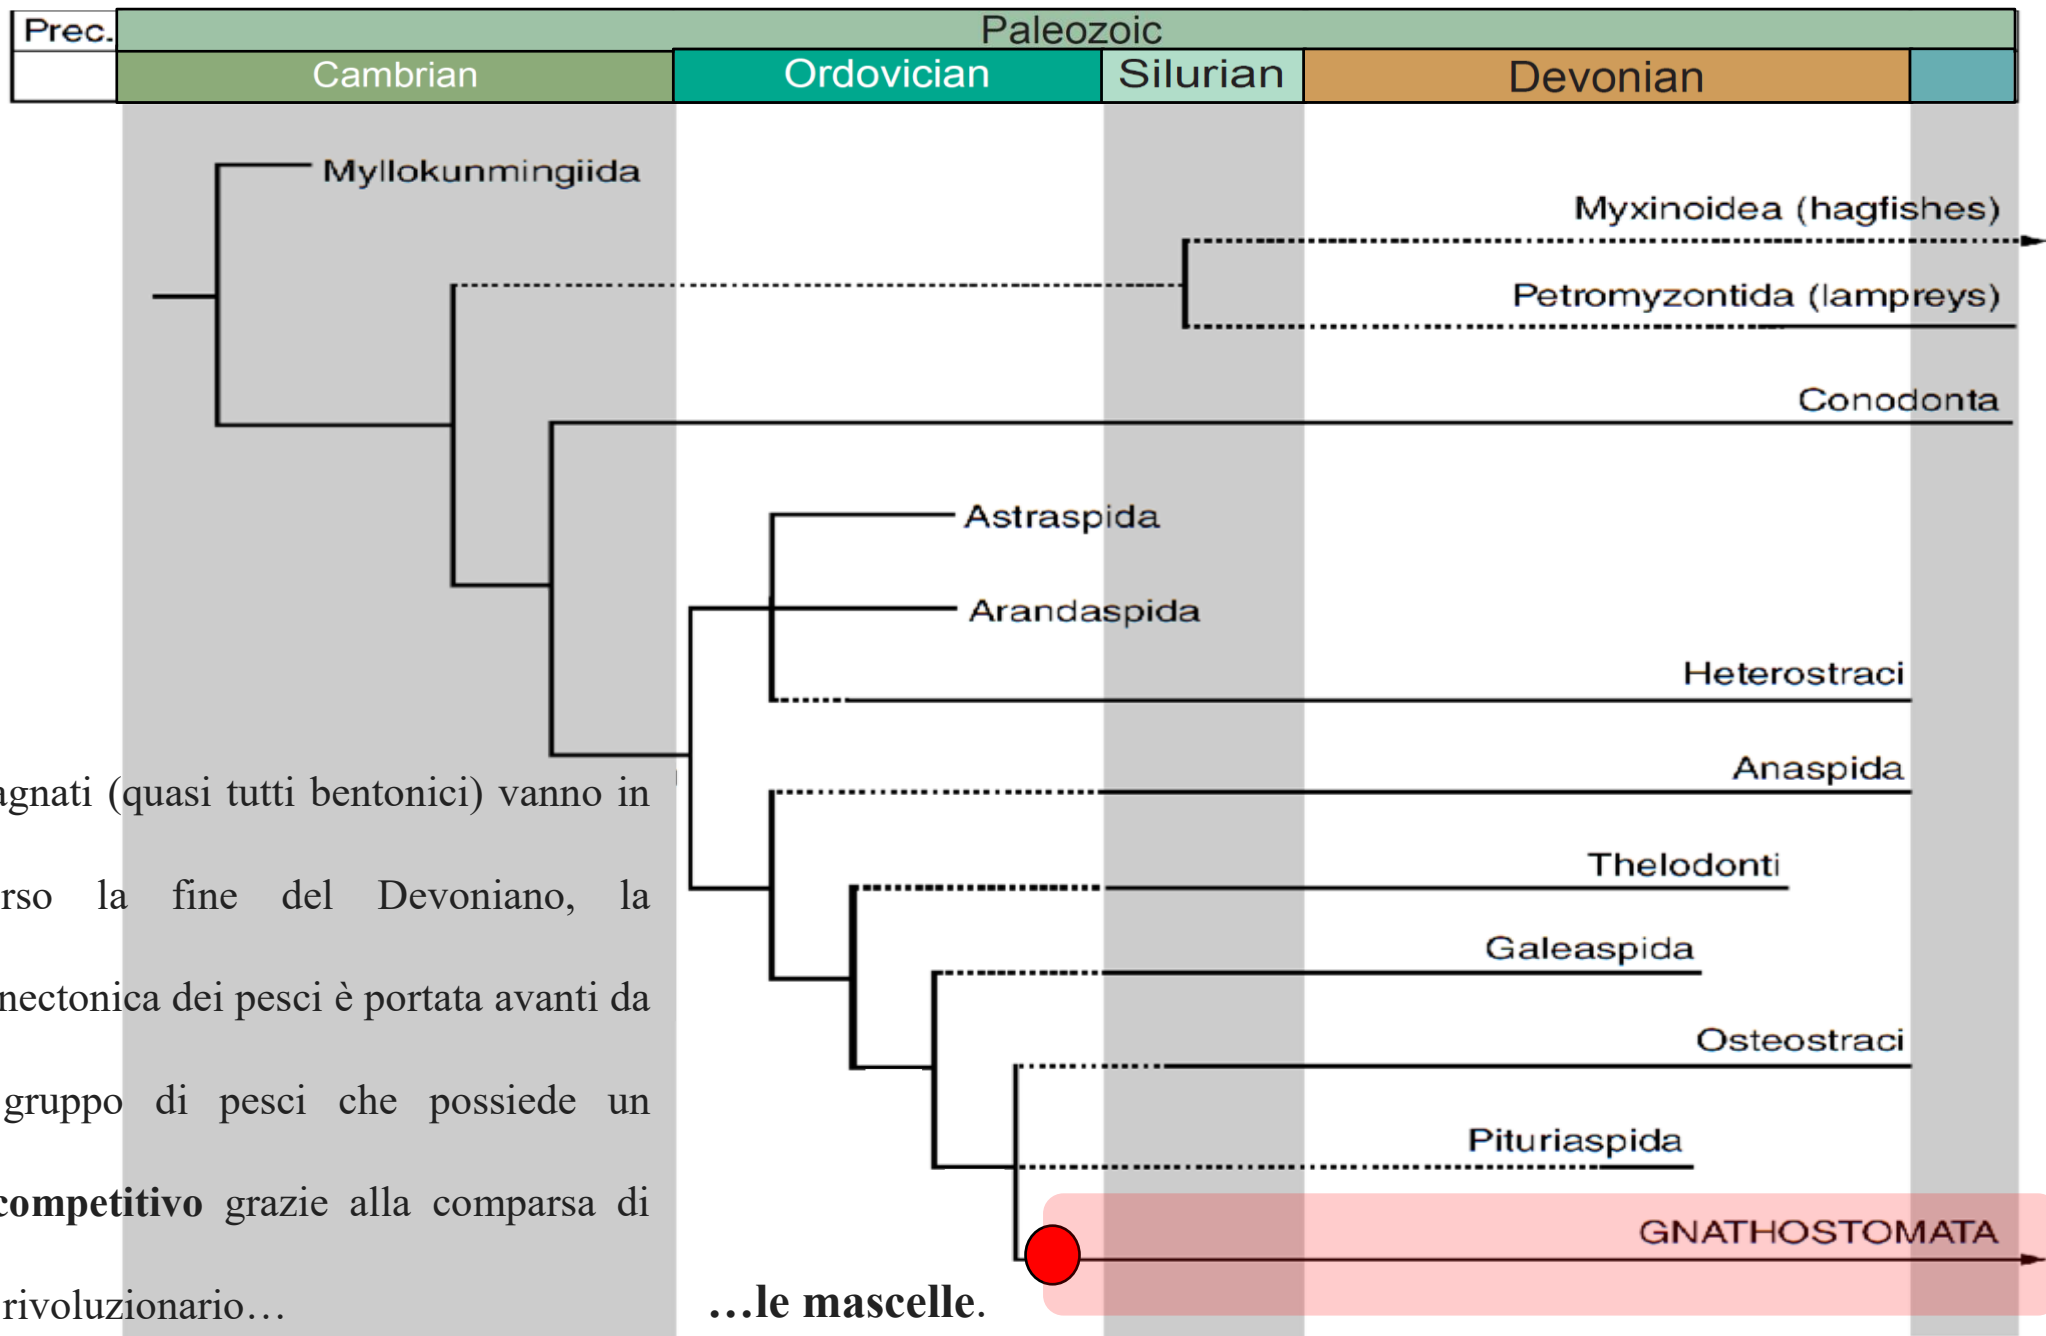 Prec. Paleozoic
Cambrian Ordovician Silurian Devonian
Myllokunmingiida
Myxinoidea (hagfishes)
Petromyzontida (lampreys)
Conodonta
Astraspida
Arandaspida
Heterostraci
Anaspida
Thelodonti
Galeaspida
Osteostraci
Pituriaspida
GNATHOSTOMATA
agnati (quasi tutti bentonici) vanno in
la fine del Devoniano, la
nectonica dei pesci è portata avanti da
gruppo di pesci che possiede un
competitivo grazie alla comparsa di
rivoluzionario…
…le mascelle.